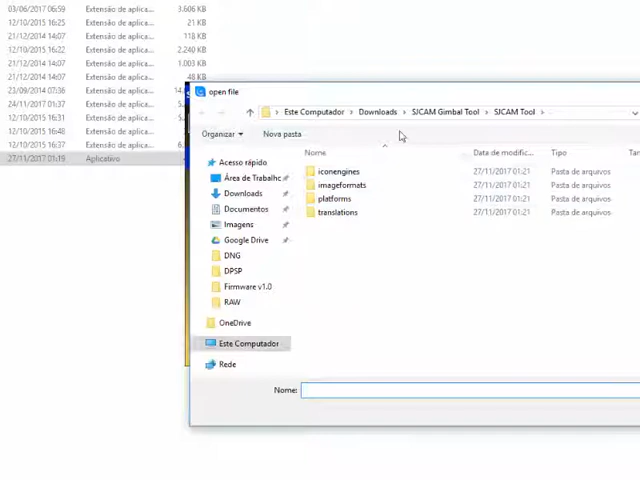 03/06/2017 06:59 Extensão de aplica... 3.606 KB
12/10/2015 16:25 Extensão de aplica... 21 KB
21/12/2014 14:07 Extensão de aplica... 118 KB
12/10/2015 16:22 Extensão de aplica... 2.240 KB
21/12/2014 14:07 Extensão de aplica... 1.003 KB
21/12/2014 14:07 Extensão de aplica... 48 KB
23/09/2014 07:36 Extensão de aplica...
24/11/2017 01:37 Extensão de aplica...
12/10/2015 16:31 Extensão de aplica...
12/10/2015 16:48 Extensão de aplica...
12/10/2015 16:37 Extensão de aplica...
27/11/2017 01:19 Aplicativo
open file
Este Computador > Downloads > SJCAM Gimbal Tool > SJCAM Tool >
Organizar Nova pasta
Nome Data de modific... Tipo
Acesso rápido
Área de Trabalho
Downloads
Documentos
Imagens
Google Drive
DNG
DPSP
Firmware v1.0
RAW
OneDrive
Este Computador
Rede
iconengines 27/11/2017 01:21 Pasta de arquivos
imageformats 27/11/2017 01:21 Pasta de arquivos
platforms 27/11/2017 01:21 Pasta de arquivos
translations 27/11/2017 01:21 Pasta de arquivos
Nome: